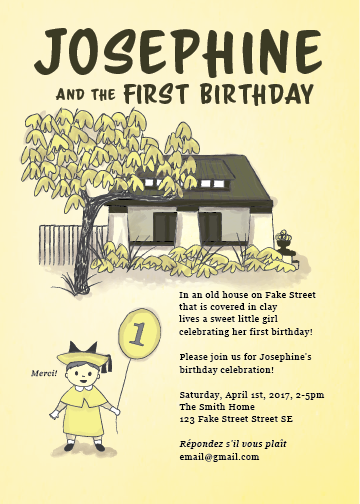 JOSEPHINE
AND THE FIRST BIRTHDAY
In an old house on Fake Street
that is covered in clay
lives a sweet little girl
celebrating her first birthday!
Please join us for Josephine's
birthday celebration!
Saturday, April 1st, 2017, 2-5pm
The Smith Home
123 Fake Street Street SE
Répondez s'il vous plaît
email@gmail.com
1
Merci!